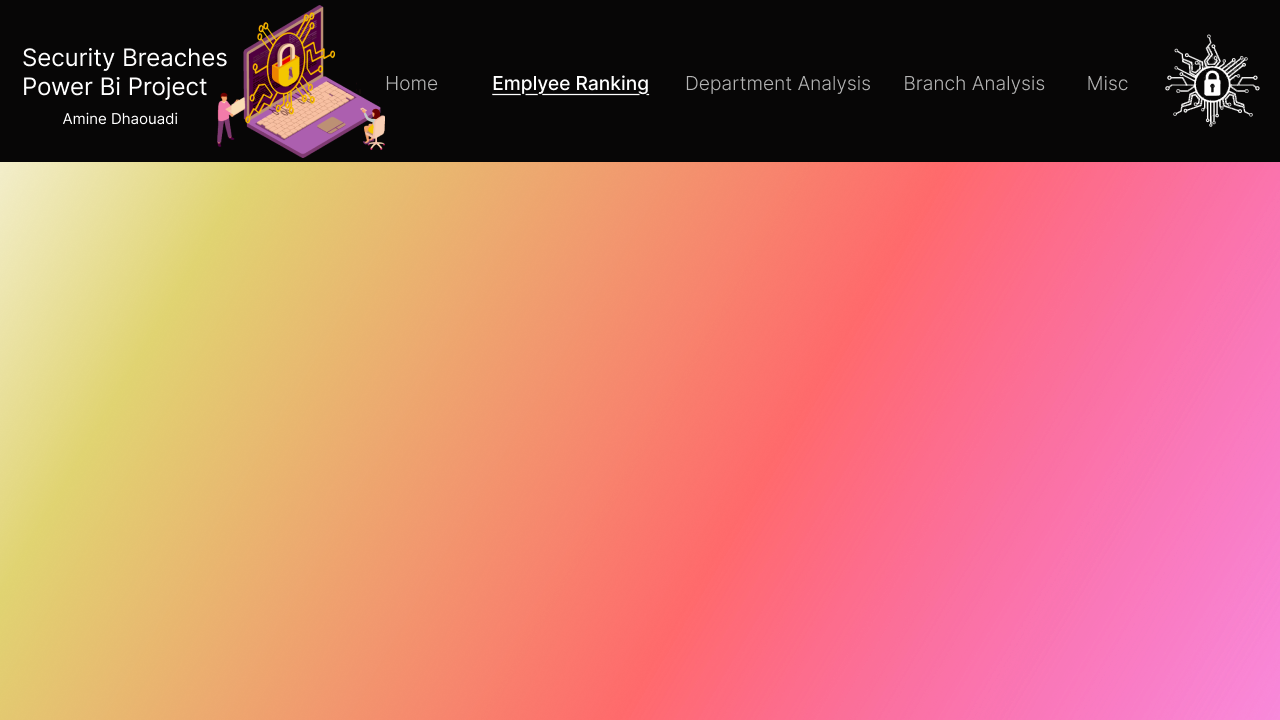 Security Breaches
Power Bi Project
Amine Dhaouadi
Home
Emplyee Ranking
Department Analysis
Branch Analysis
Misc